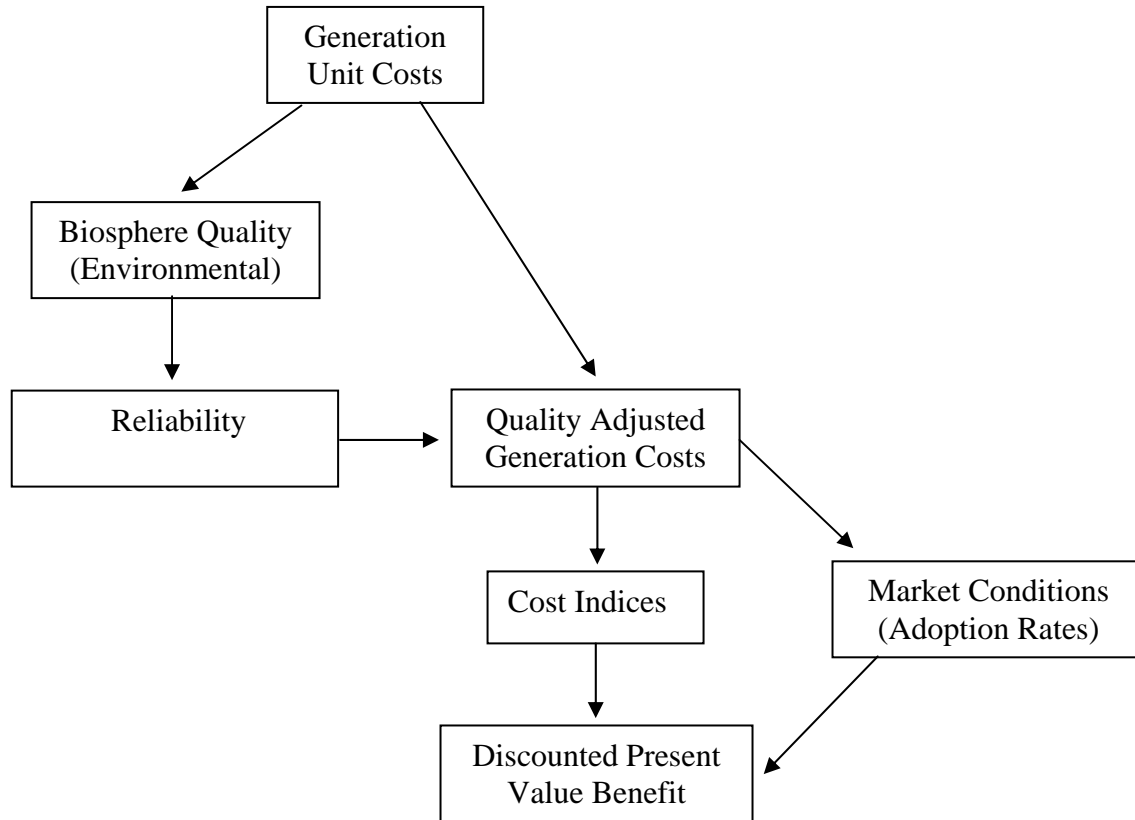 Generation
Unit Costs
Biosphere Quality
(Environmental)
Reliability
Quality Adjusted
Generation Costs
Cost Indices
Market Conditions
(Adoption Rates)
Discounted Present
Value Benefit